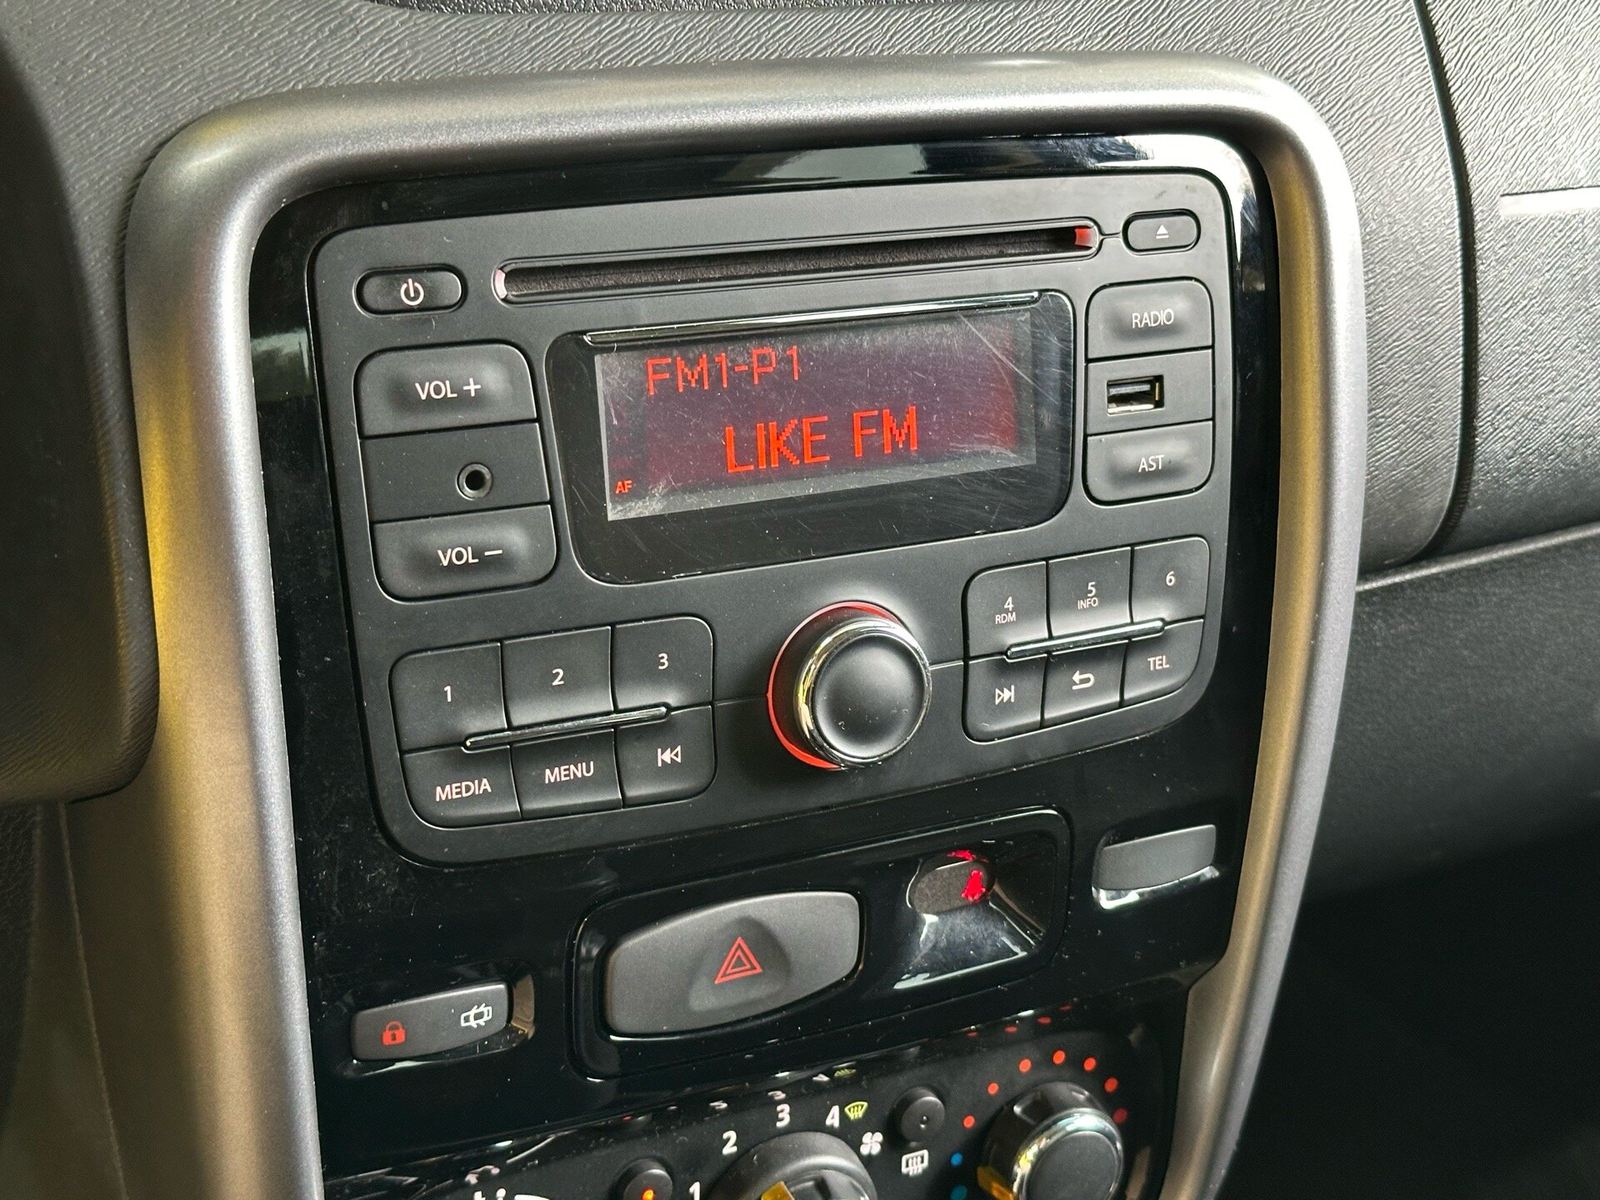 RADIO
VOL +
FM1-P1
LIKE FM
AF
AST
VOL −
4
RDM
5
INFO
6
1
2
3
TEL
MEDIA
MENU
1
2
3
4